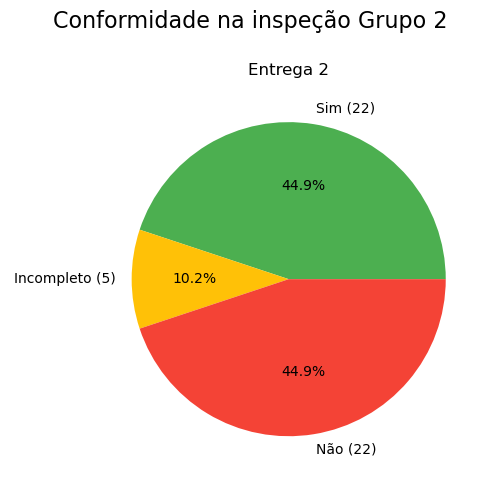 Conformidade na inspeção Grupo 2
Entrega 2
Sim (22)
44.9%
Incompleto (5)
10.2%
44.9%
Não (22)